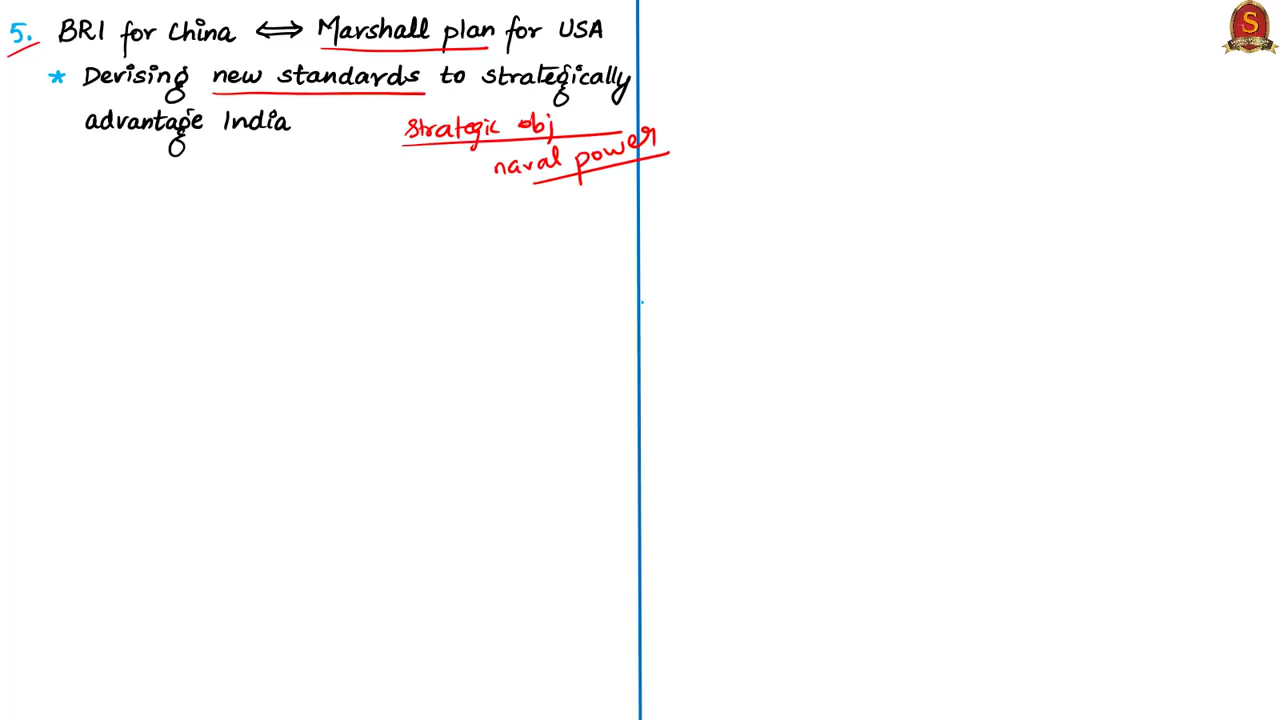 5. BRI for China ⟺ Marshall plan for USA
* Devising new standards to strategically
advantage India
strategic obj
naval power
S